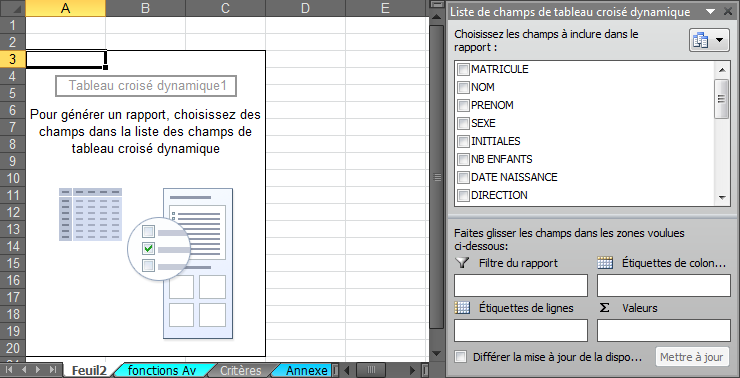 A B C D E
Liste de champs de tableau croisé dynamique
1
2
3
4
5
6
7
8
9
10
11
12
13
14
15
16
17
18
19
20
Tableau croisé dynamique1
Pour générer un rapport, choisissez des
champs dans la liste des champs de
tableau croisé dynamique
Choisissez les champs à inclure dans le
rapport :
MATRICULE
NOM
PRENOM
SEXE
INITIALES
NB ENFANTS
DATE NAISSANCE
DIRECTION
Faites glisser les champs dans les zones voulues
ci-dessous:
Filtre du rapport
Étiquettes de colon...
Étiquettes de lignes
Σ Valeurs
Différer la mise à jour de la dispo...
Mettre à jour
Feuil2 fonctions Av Critères Annexe